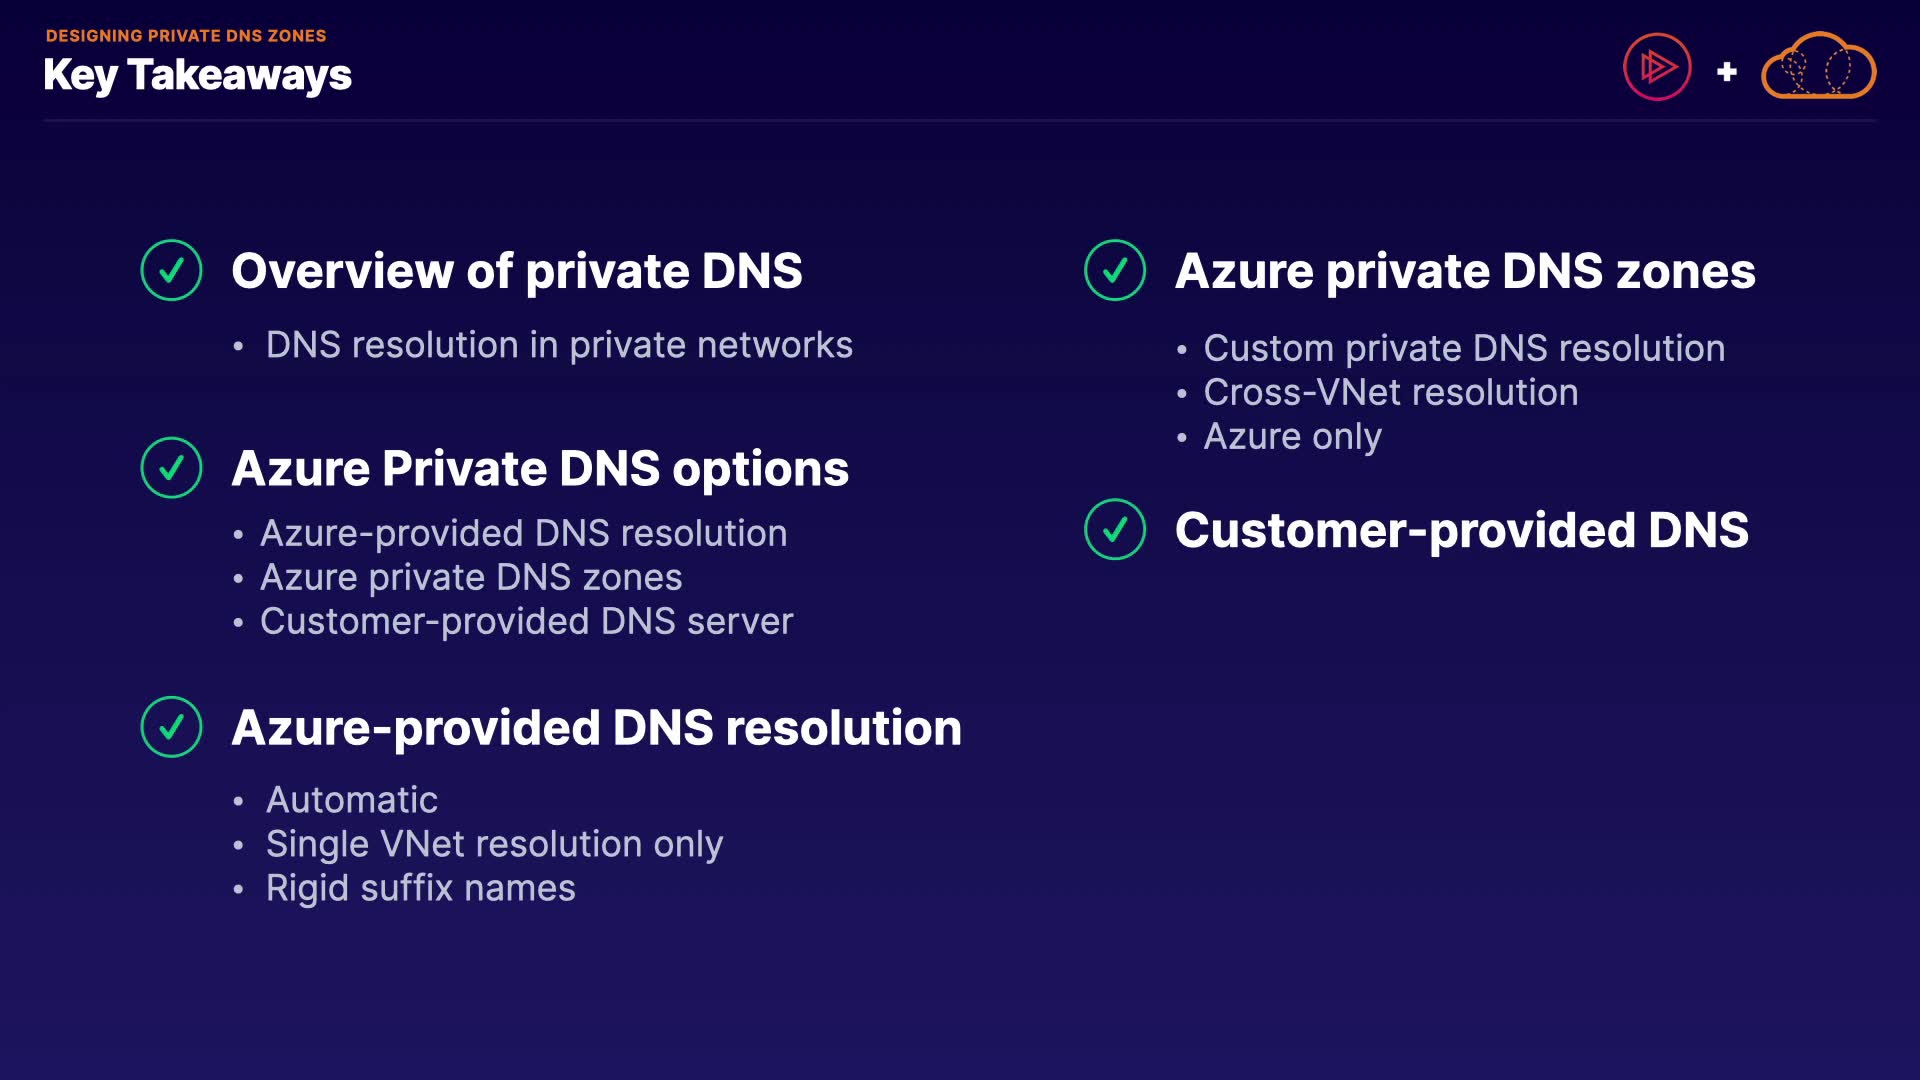 DESIGNING PRIVATE DNS ZONES
Key Takeaways
Overview of private DNS
• DNS resolution in private networks
Azure Private DNS options
• Azure-provided DNS resolution
• Azure private DNS zones
• Customer-provided DNS server
Azure-provided DNS resolution
• Automatic
• Single VNet resolution only
• Rigid suffix names
Azure private DNS zones
• Custom private DNS resolution
• Cross-VNet resolution
• Azure only
Customer-provided DNS